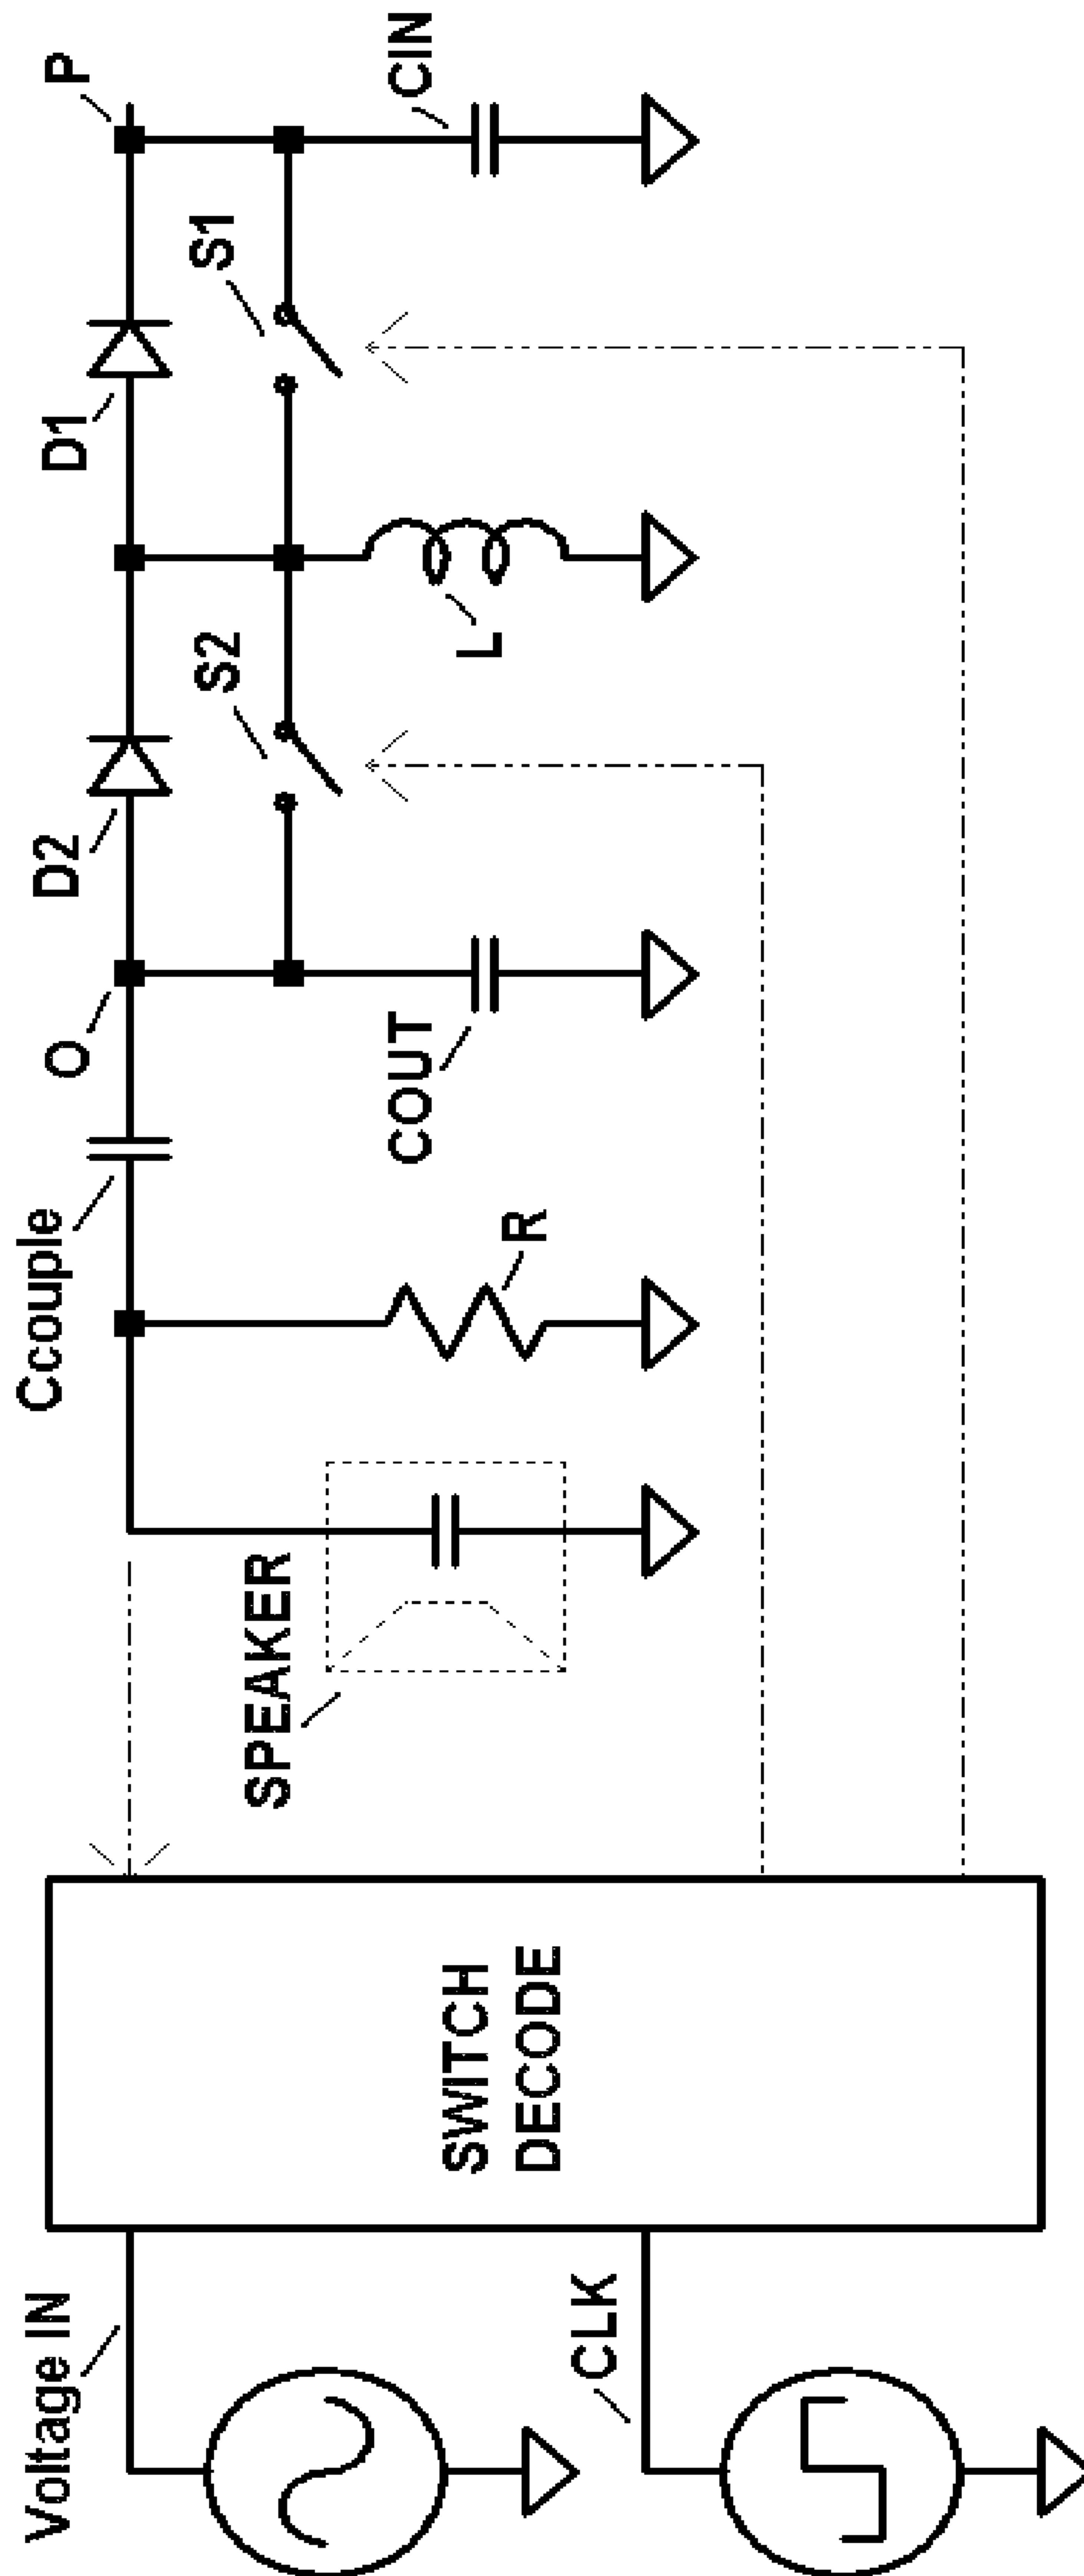 Voltage IN
CLK
SWITCH
DECODE
SPEAKER
Ccouple
R
O
COUT
D2
S2
L
D1
S1
P
CIN